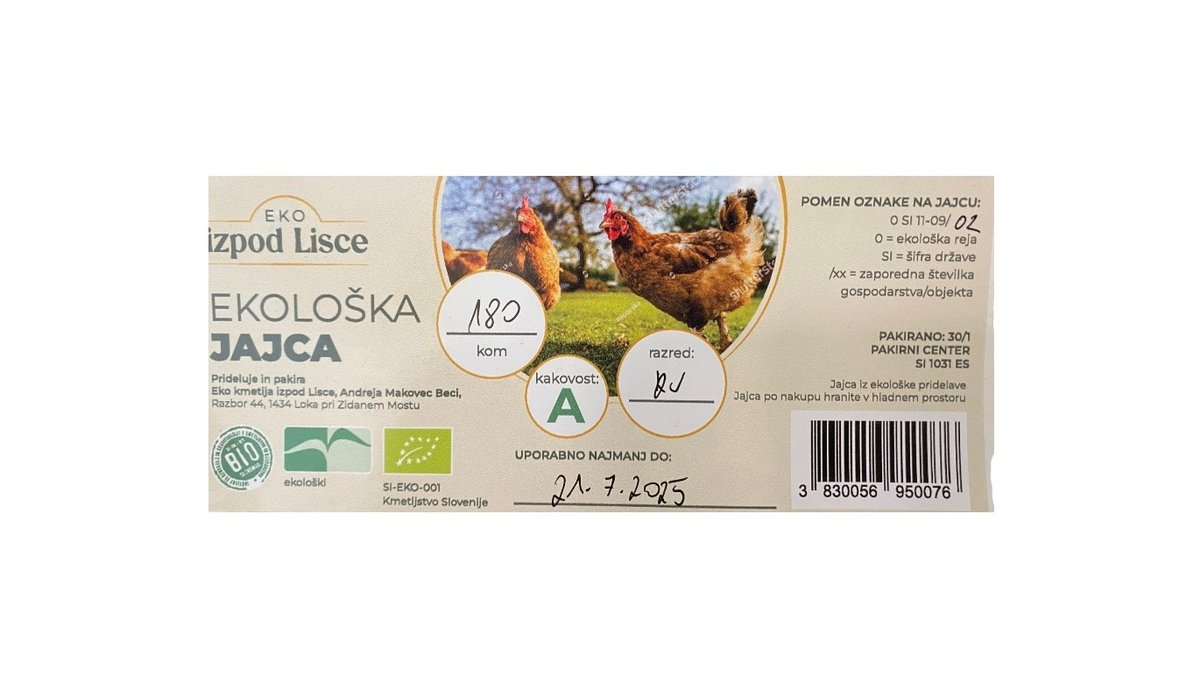 EKO
izpod Lisce
EKOLOŠKA
JAJCA
Prideluje in pakira
Eko kmetija izpod Lisce, Andreja Makovec Beci,
Razbor 44, 1434 Loka pri Zidanem Mostu
BIO
ekološki
SI-EKO-001
Kmetijstvo Slovenije
180
kom
kakovost:
A
razred:
UPORABNO NAJMANJ DO:
21. 7. 2025
shutterstock
POMEN OZNAKE NA JAJCU:
0 SI 11-09/ 02
0 = ekološka reja
SI = šifra države
/xx = zaporedna številka
gospodarstva/objekta
PAKIRANO: 30/1
PAKIRNI CENTER
SI 1031 ES
Jajca iz ekološke pridelave
Jajca po nakupu hranite v hladnem prostoru
3 830056 950076